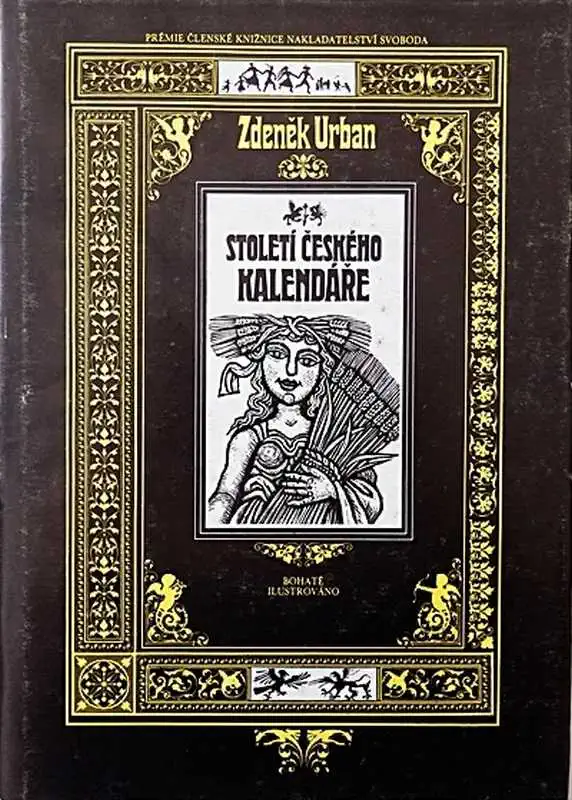 PRÉMIE ČLENSKÉ KNIŽNICE NAKLADATELSTVÍ SVOBODA
Zdeněk Urban
STOLETÍ ČESKÉHO
KALENDÁŘE
BOHATĚ
ILUSTROVÁNO